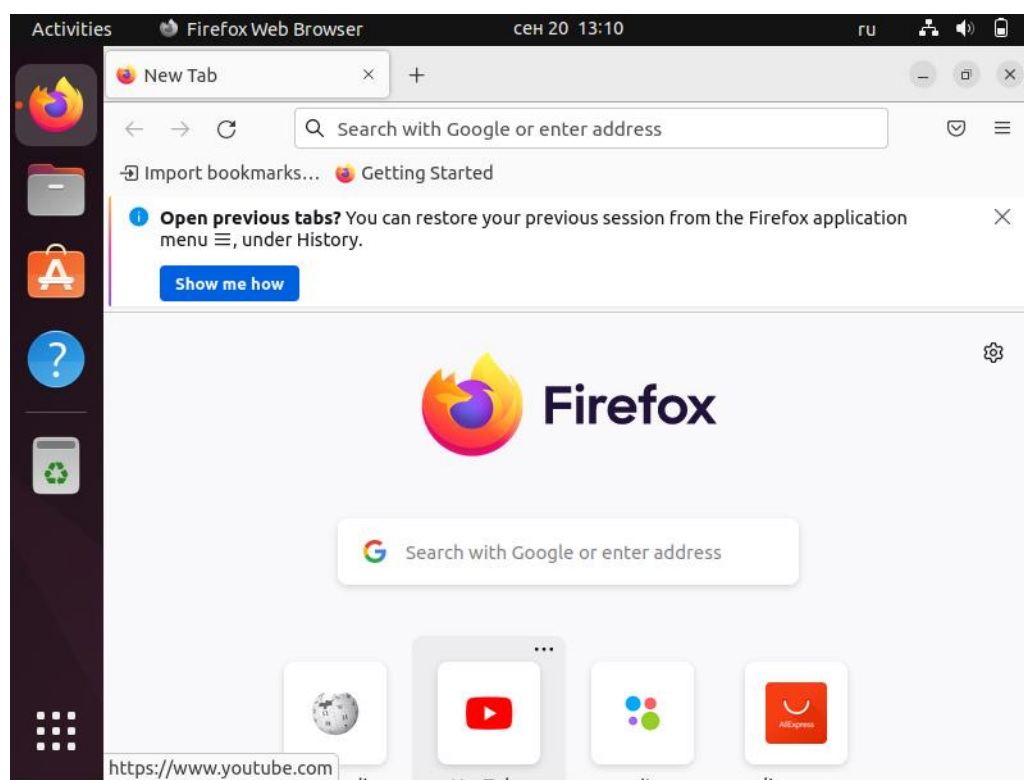 Activities Firefox Web Browser сен 20 13:10 ru
New Tab
Search with Google or enter address
Import bookmarks... Getting Started
Open previous tabs? You can restore your previous session from the Firefox application
menu ≡, under History.
Show me how
Firefox
Search with Google or enter address
AliExpress
https://www.youtube.com